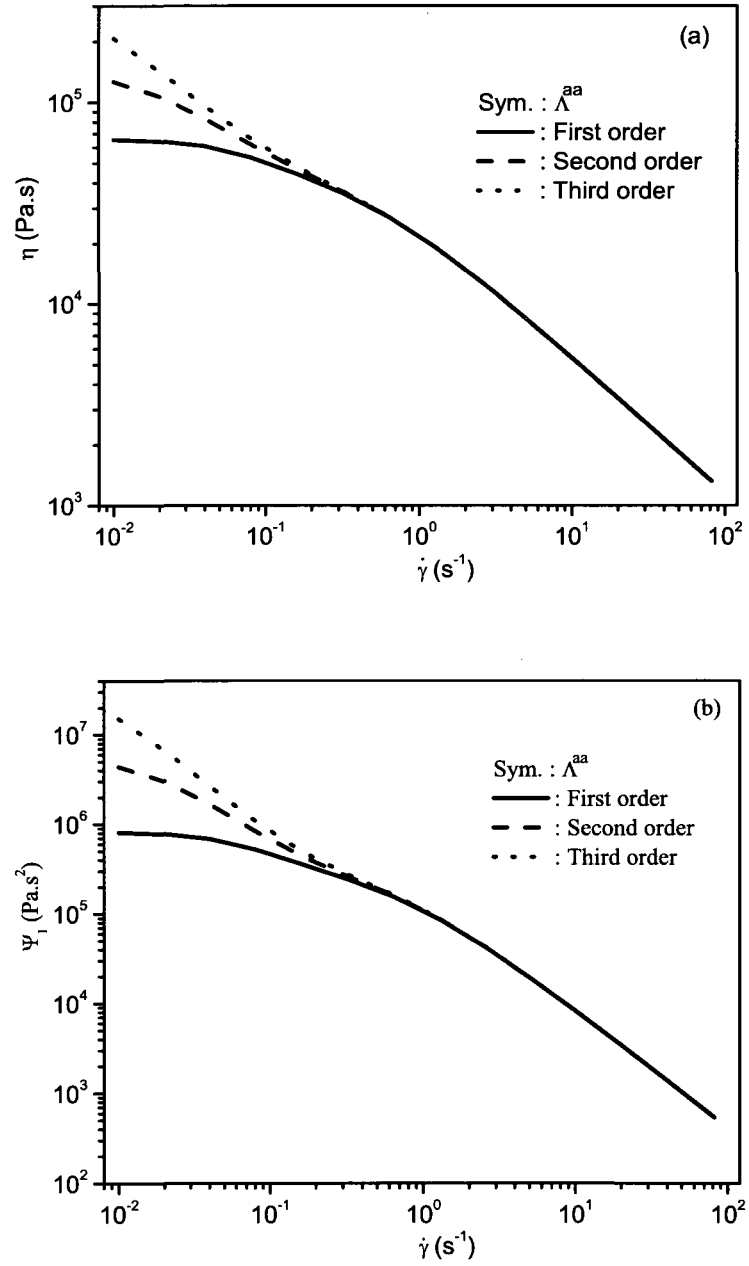 (a)
Sym. : Λ^aa
: First order
: Second order
: Third order
10^5
10^4
10^3
η (Pa.s)
10^-2 10^-1 10^0 10^1 10^2
γ̇ (s^-1)
(b)
Sym. : Λ^aa
: First order
: Second order
: Third order
10^7
10^6
10^5
10^4
10^3
10^2
Ψ_1 (Pa.s^2)
10^-2 10^-1 10^0 10^1 10^2
γ̇ (s^-1)